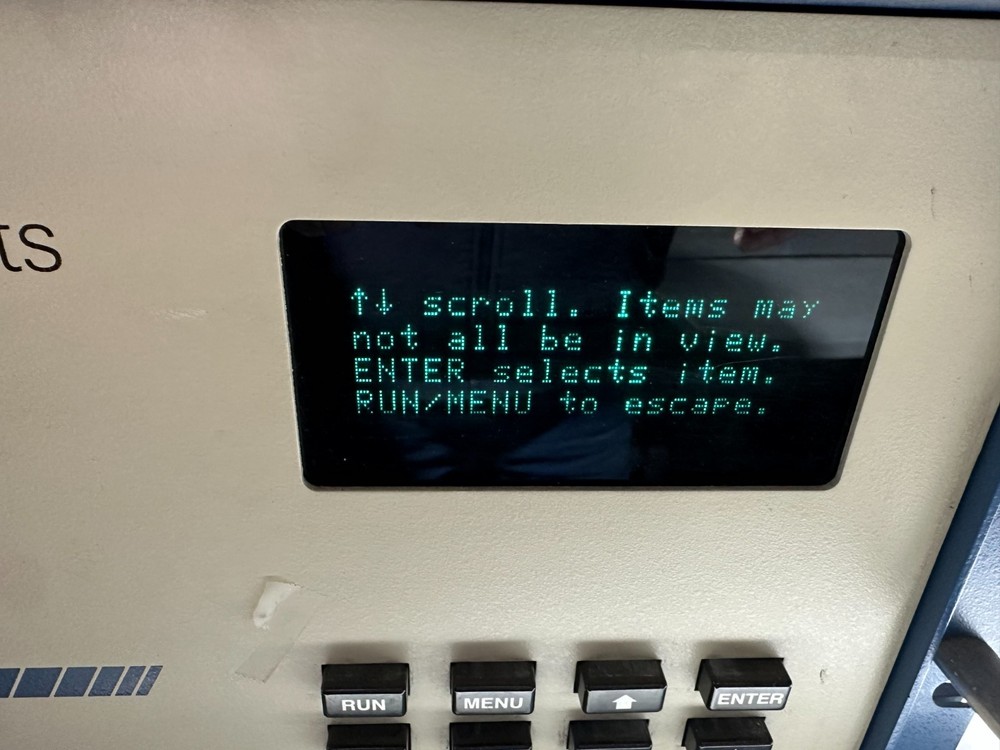 ts
↑↓ scroll. Items may
not all be in view.
ENTER selects item.
RUN/MENU to escape.
RUN MENU ⬆ ENTER